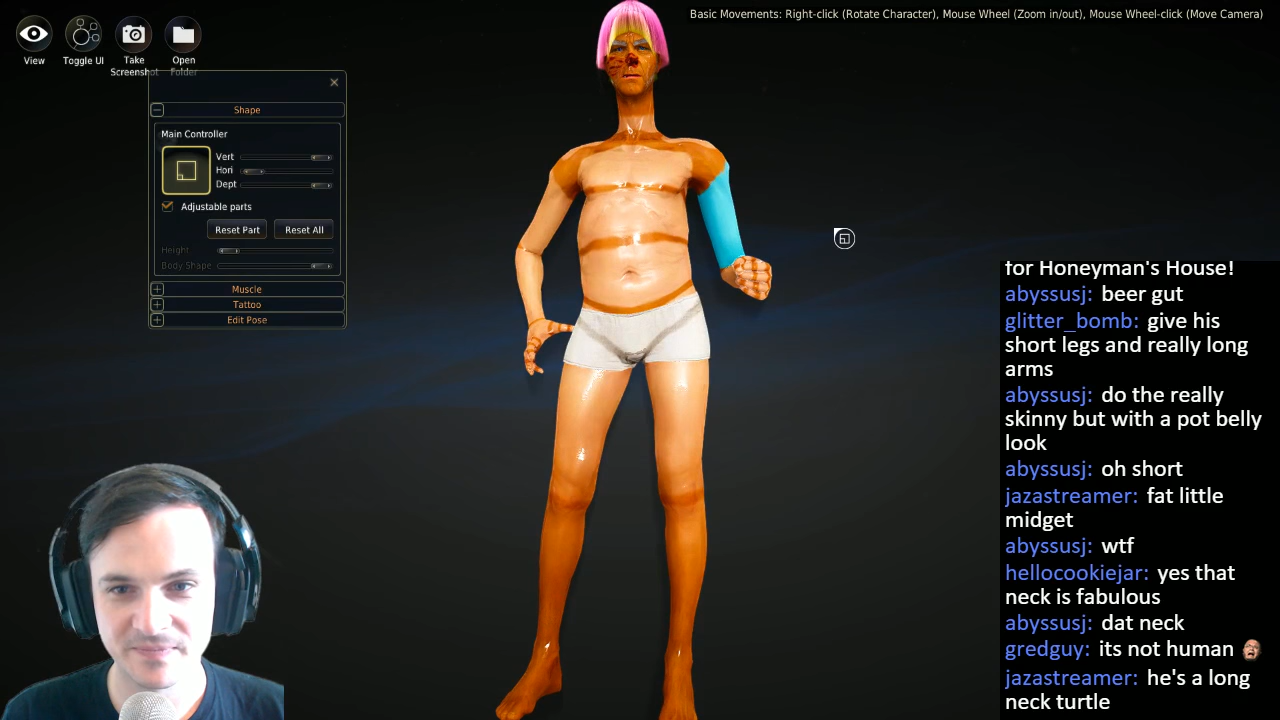 Basic Movements: Right-click (Rotate Character), Mouse Wheel (Zoom in/out), Mouse Wheel-click (Move Camera)
View
Toggle UI
Take
Screenshot
Open
Folder
Shape
Main Controller
Vert
Hori
Dept
Adjustable parts
Reset Part
Reset All
Height
Body Shape
Muscle
Tattoo
Edit Pose
for Honeyman's House!
abyssusj: beer gut
glitter_bomb: give his
short legs and really long
arms
abyssusj: do the really
skinny but with a pot belly
look
abyssusj: oh short
jazastreamer: fat little
midget
abyssusj: wtf
hellocookiejar: yes that
neck is fabulous
abyssusj: dat neck
gredguy: its not human
jazastreamer: he's a long
neck turtle